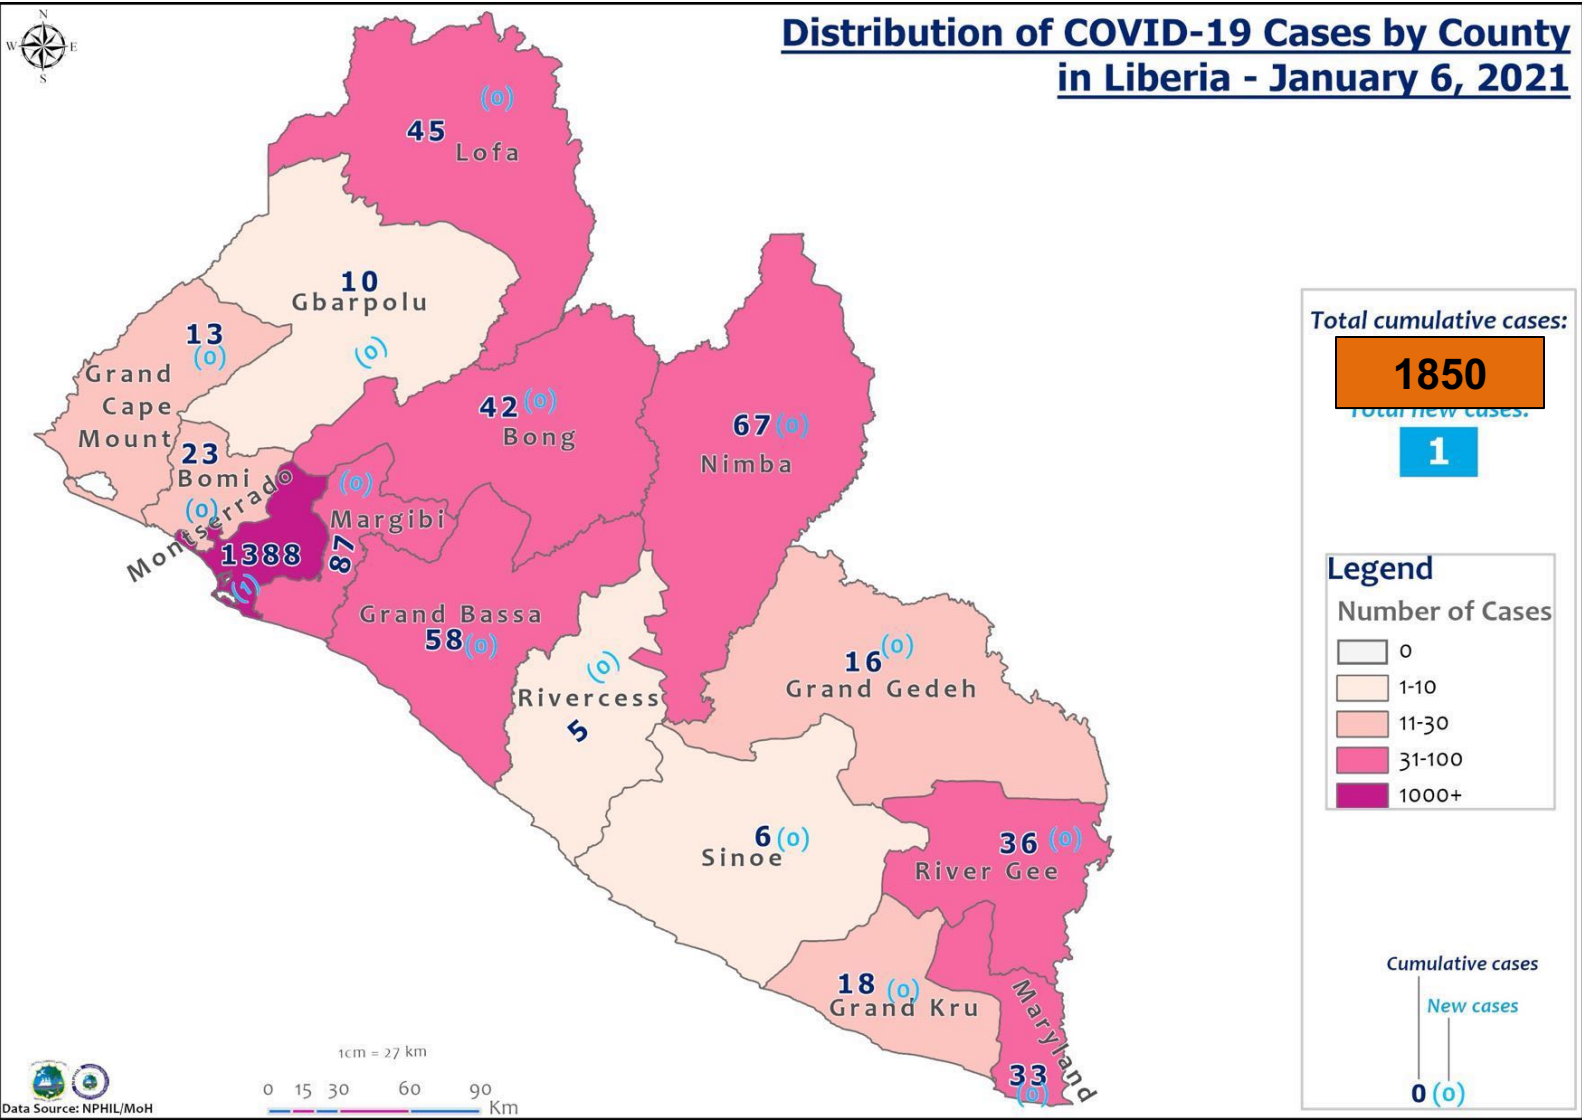 Distribution of COVID-19 Cases by County
in Liberia - January 6, 2021
N
W E
S
(0)
45
Lofa
10
Gbarpolu
(0)
13
(0)
Grand
Cape
Mount
42 (0)
Bong
67 (0)
Nimba
23
Bomi
(0)
Montserrado
1388
(1)
(0)
Margibi
87
Grand Bassa
58 (0)
(0)
Rivercess
5
16 (0)
Grand Gedeh
6 (0)
Sinoe
36 (0)
River Gee
18 (0)
Grand Kru
Maryland
33
(0)
Total cumulative cases:
1850
Total new cases:
1
Legend
Number of Cases
0
1-10
11-30
31-100
1000+
Cumulative cases
New cases
0 (0)
1cm = 27 km
0 15 30 60 90
Km
Data Source: NPHIL/MoH